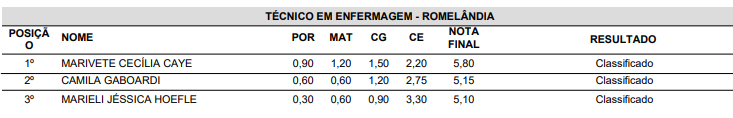 TÉCNICO EM ENFERMAGEM - ROMELÂNDIA
POSIÇÃO NOME POR MAT CG CE NOTA FINAL RESULTADO
1º MARIVETE CECÍLIA CAYE 0,90 1,20 1,50 2,20 5,80 Classificado
2º CAMILA GABOARDI 0,60 0,60 1,20 2,75 5,15 Classificado
3º MARIELI JÉSSICA HOEFLE 0,30 0,60 0,90 3,30 5,10 Classificado